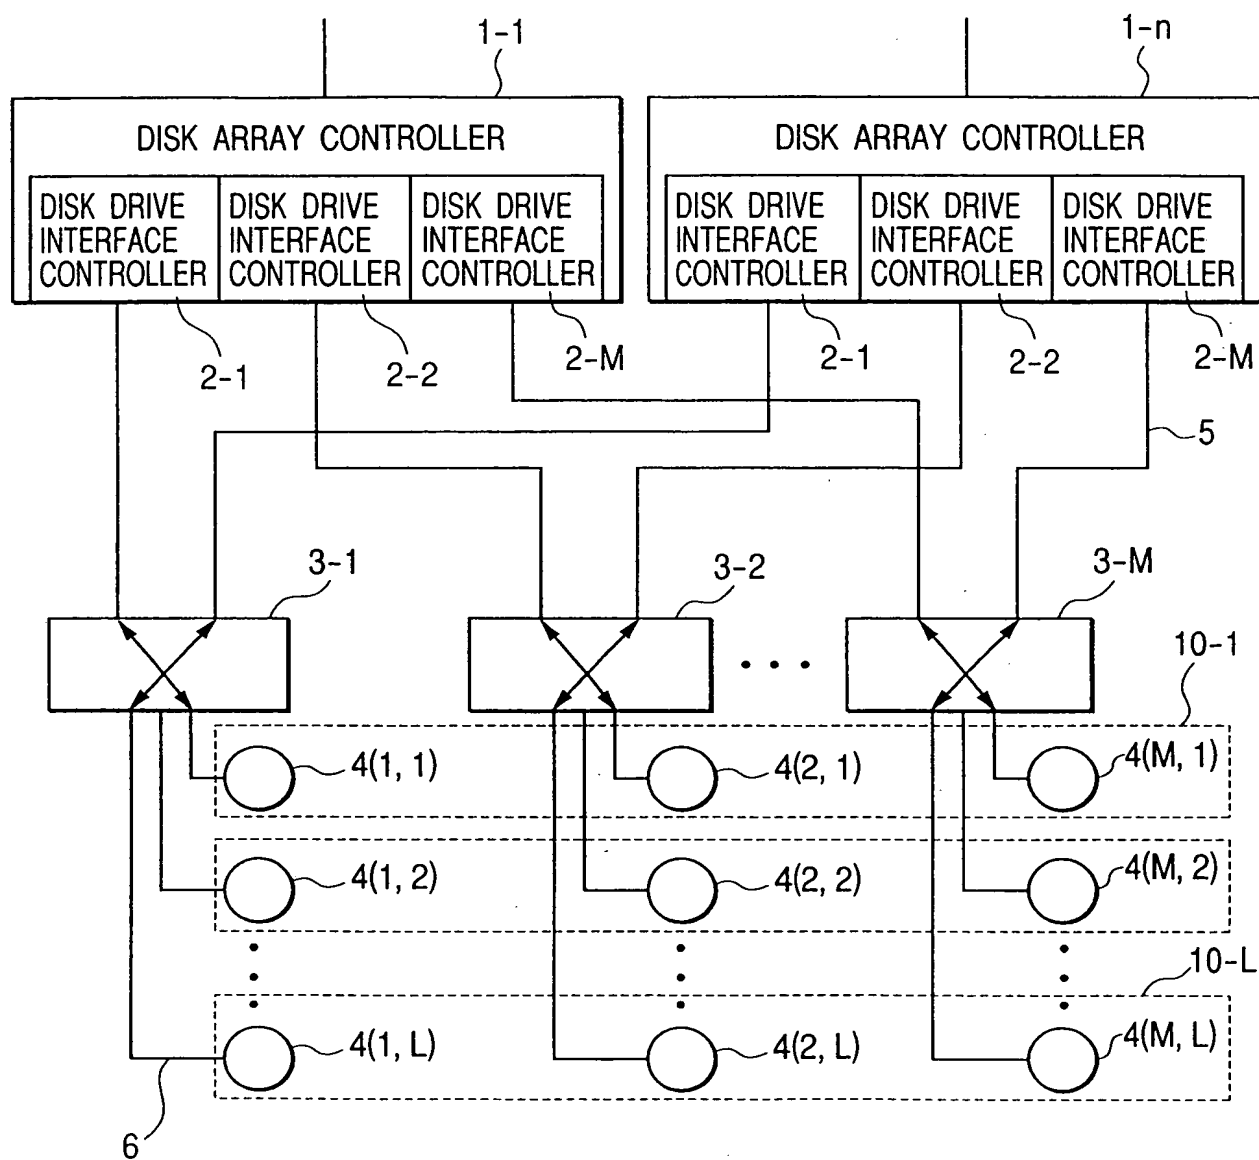 1-1
1-n
DISK ARRAY CONTROLLER
DISK ARRAY CONTROLLER
DISK DRIVE
INTERFACE
CONTROLLER
DISK DRIVE
INTERFACE
CONTROLLER
DISK DRIVE
INTERFACE
CONTROLLER
DISK DRIVE
INTERFACE
CONTROLLER
DISK DRIVE
INTERFACE
CONTROLLER
DISK DRIVE
INTERFACE
CONTROLLER
2-1
2-2
2-M
2-1
2-2
2-M
5
3-1
3-2
3-M
10-1
4(1, 1)
4(2, 1)
4(M, 1)
4(1, 2)
4(2, 2)
4(M, 2)
10-L
4(1, L)
4(2, L)
4(M, L)
6